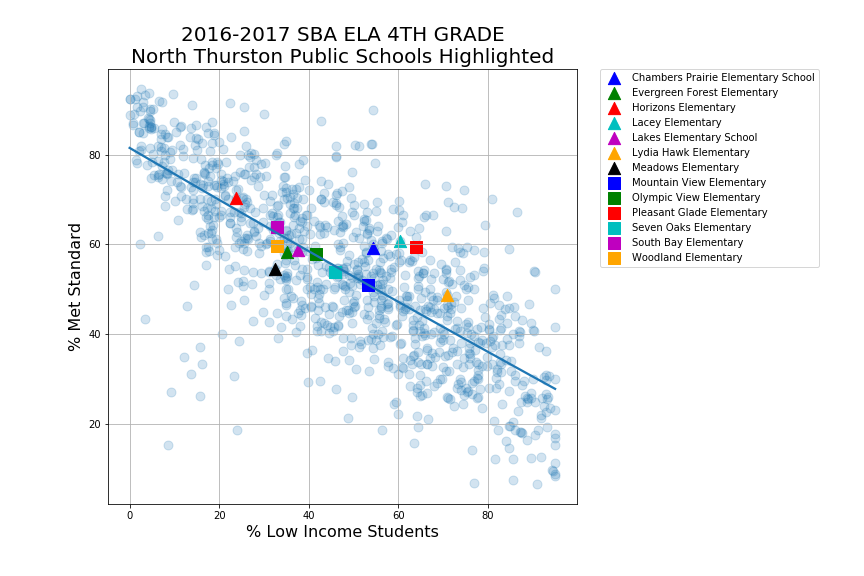 2016-2017 SBA ELA 4TH GRADE
North Thurston Public Schools Highlighted
% Met Standard
80
60
40
20
0 20 40 60 80
% Low Income Students
Chambers Prairie Elementary School
Evergreen Forest Elementary
Horizons Elementary
Lacey Elementary
Lakes Elementary School
Lydia Hawk Elementary
Meadows Elementary
Mountain View Elementary
Olympic View Elementary
Pleasant Glade Elementary
Seven Oaks Elementary
South Bay Elementary
Woodland Elementary